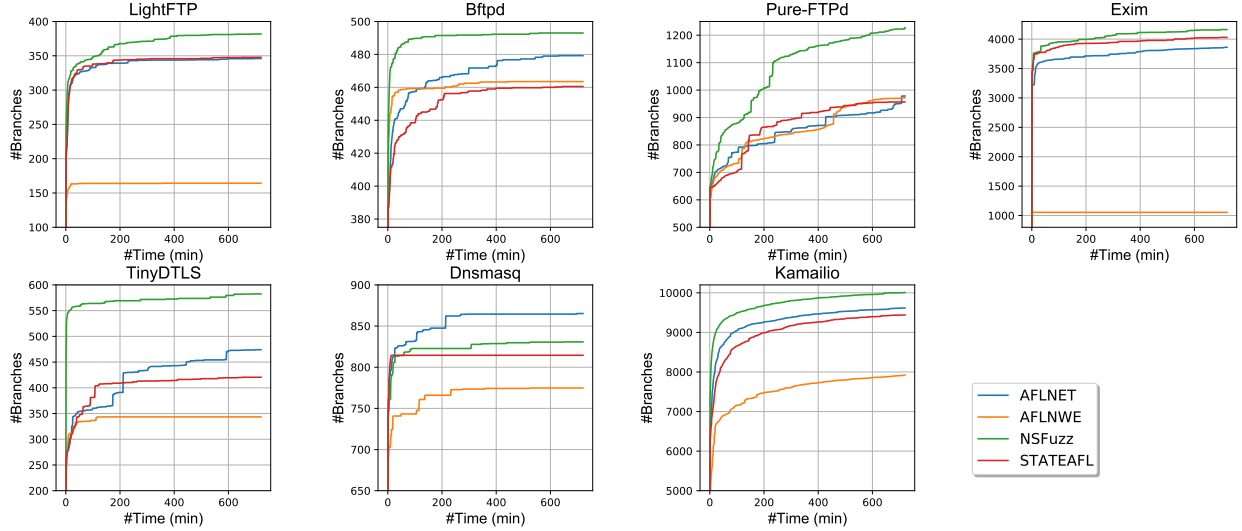 LightFTP
400
350
300
250
200
150
100
0 200 400 600
#Branches
#Time (min)
Bftpd
500
480
460
440
420
400
380
0 200 400 600
#Branches
#Time (min)
Pure-FTPd
1200
1100
1000
900
800
700
600
500
0 200 400 600
#Branches
#Time (min)
Exim
4000
3500
3000
2500
2000
1500
1000
0 200 400 600
#Branches
#Time (min)
TinyDTLS
600
550
500
450
400
350
300
250
200
0 200 400 600
#Branches
#Time (min)
Dnsmasq
900
850
800
750
700
650
0 200 400 600
#Branches
#Time (min)
Kamailio
10000
9000
8000
7000
6000
5000
0 200 400 600
#Branches
#Time (min)
AFLNET
AFLNWE
NSFuzz
STATEAFL